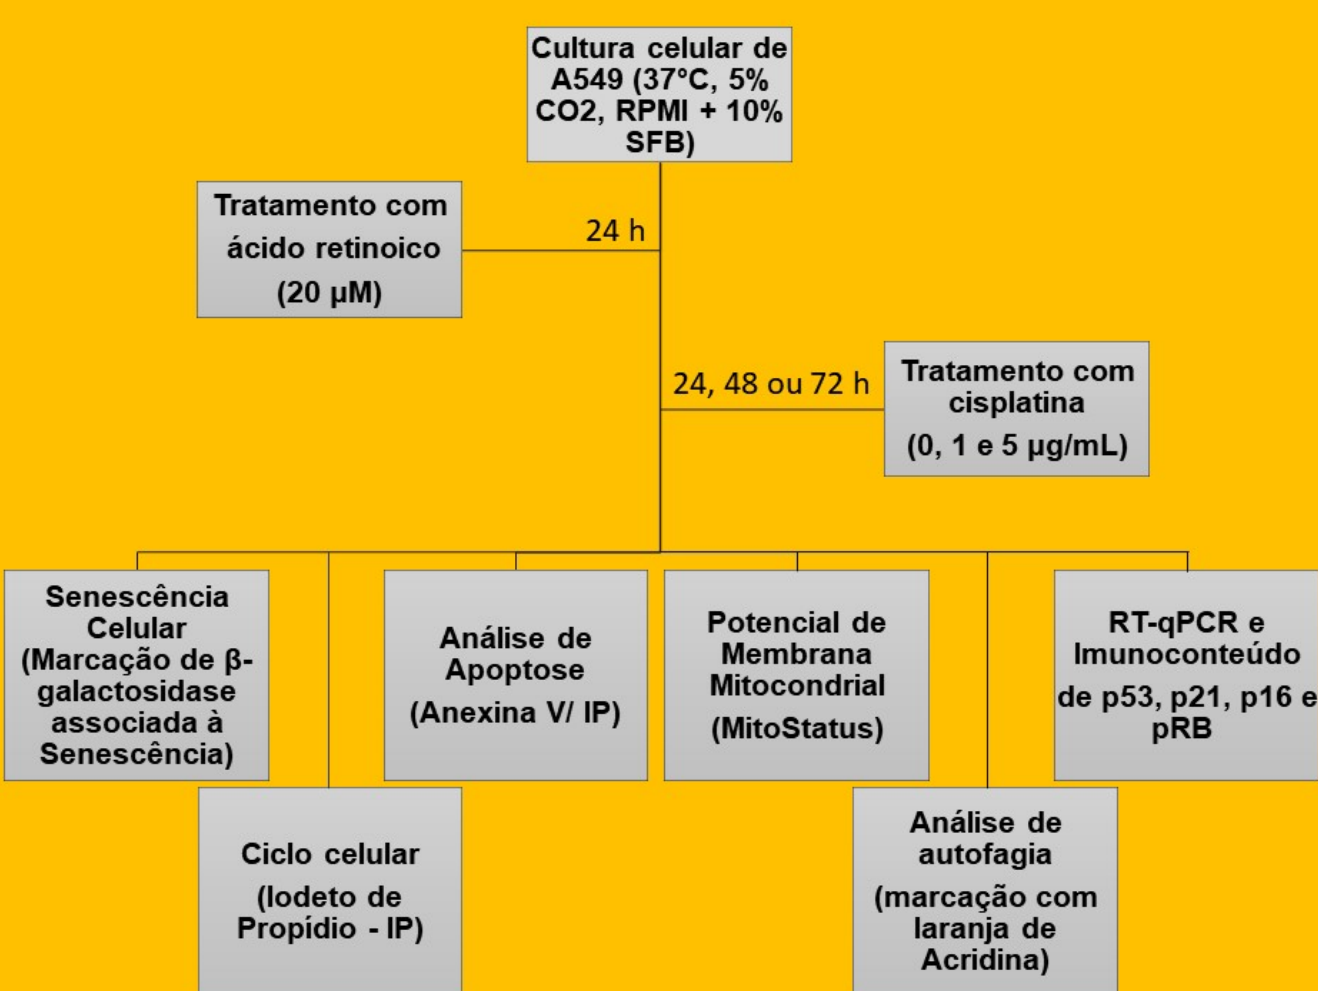 Cultura celular de
A549 (37°C, 5%
CO2, RPMI + 10%
SFB)
Tratamento com
ácido retinoico
(20 µM)
24 h
24, 48 ou 72 h
Tratamento com
cisplatina
(0, 1 e 5 µg/mL)
Senescência
Celular
(Marcação de β-
galactosidase
associada à
Senescência)
Análise de
Apoptose
(Anexina V/ IP)
Potencial de
Membrana
Mitocondrial
(MitoStatus)
RT-qPCR e
Imunoconteúdo
de p53, p21, p16 e
pRB
Ciclo celular
(Iodeto de
Propídio - IP)
Análise de
autofagia
(marcação com
laranja de
Acridina)